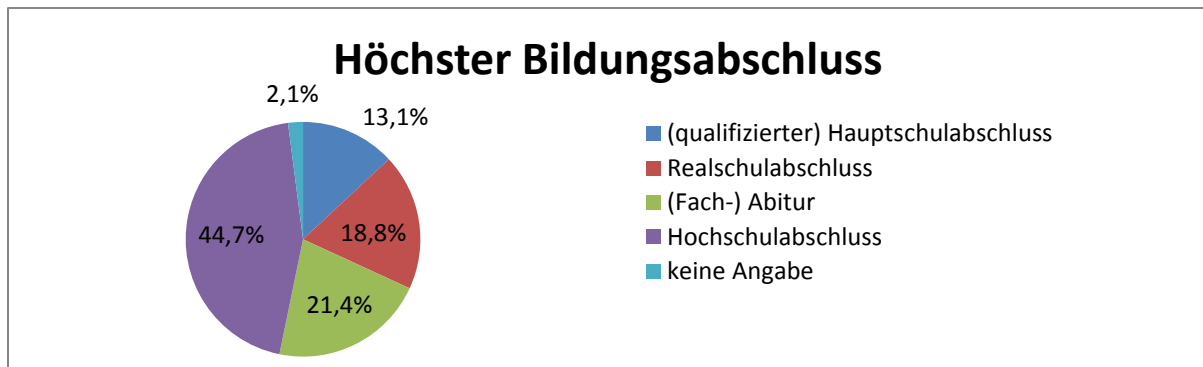 Höchster Bildungsabschluss
2,1%
13,1%
44,7%
18,8%
21,4%
(qualifizierter) Hauptschulabschluss
Realschulabschluss
(Fach-) Abitur
Hochschulabschluss
keine Angabe